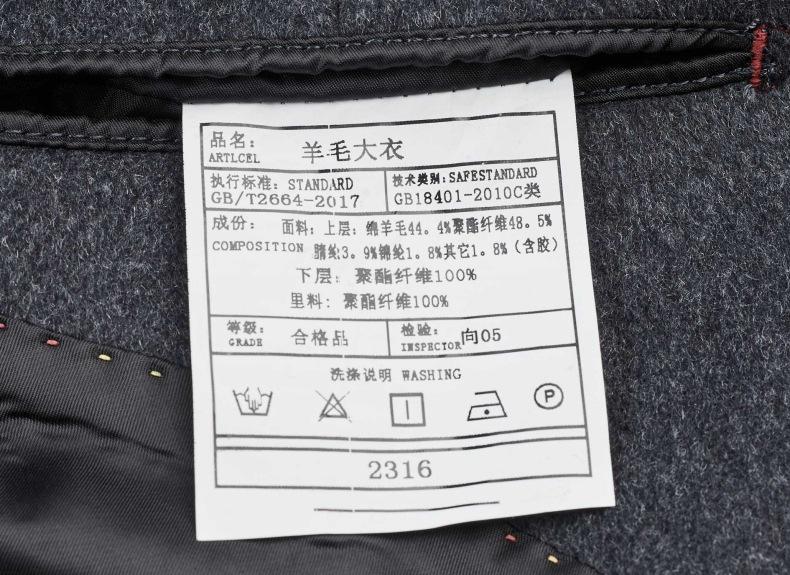 品名： 羊毛大衣
ARTLCEL
执行标准：STANDARD
GB/T2664-2017
技术类别:SAFESTANDARD
GB18401-2010C类
成份： 面料：上层：绵羊毛44.4%聚酯纤维48.5%
COMPOSITION 腈纶3.9%锦纶1.8%其它1.8%(含胶)
下层：聚酯纤维100%
里料：聚酯纤维100%
等级： 合格品
GRADE
检验： 向05
INSPECTOR
洗涤说明 WASHING
P
2316